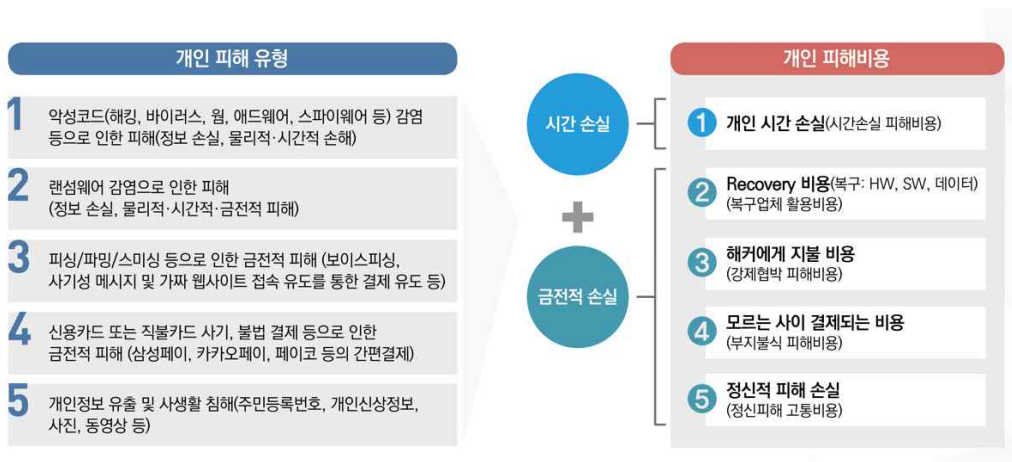 개인 피해 유형
1
악성코드(해킹, 바이러스, 웜, 애드웨어, 스파이웨어 등) 감염
등으로 인한 피해(정보 손실, 물리적·시간적 손해)
2
랜섬웨어 감염으로 인한 피해
(정보 손실, 물리적·시간적·금전적 피해)
3
피싱/파밍/스미싱 등으로 인한 금전적 피해 (보이스피싱,
사기성 메시지 및 가짜 웹사이트 접속 유도를 통한 결제 유도 등)
4
신용카드 또는 직불카드 사기, 불법 결제 등으로 인한
금전적 피해 (삼성페이, 카카오페이, 페이코 등의 간편결제)
5
개인정보 유출 및 사생활 침해(주민등록번호, 개인신상정보,
사진, 동영상 등)
시간 손실
+
금전적 손실
개인 피해비용
1 개인 시간 손실(시간손실 피해비용)
2 Recovery 비용(복구: HW, SW, 데이터)
(복구업체 활용비용)
3 해커에게 지불 비용
(강제협박 피해비용)
4 모르는 사이 결제되는 비용
(부지불식 피해비용)
5 정신적 피해 손실
(정신피해 고통비용)